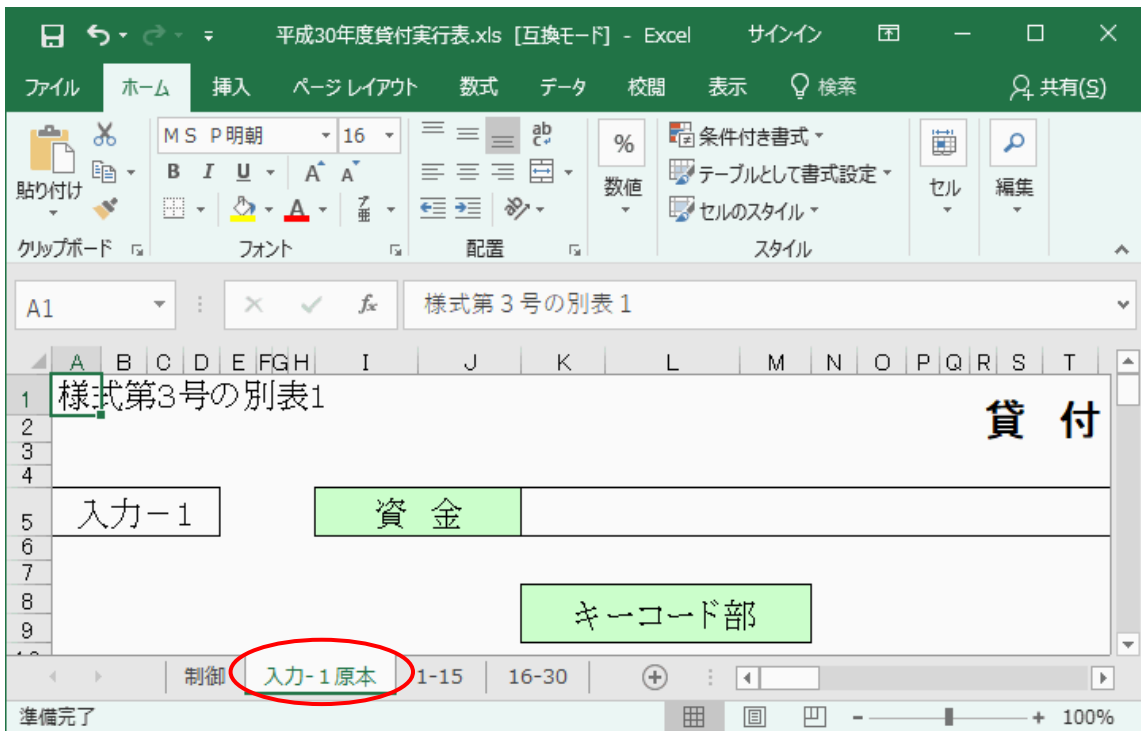 平成30年度貸付実行表.xls [互換モード] - Excel サインイン
ファイル ホーム 挿入 ページ レイアウト 数式 データ 校閲 表示 検索 共有(S)
ＭＳ Ｐ明朝 16 ab % 条件付き書式
B I U A A 数値 テーブルとして書式設定 セル 編集
貼り付け A ア亜 セルのスタイル
クリップボード フォント 配置 スタイル
A1 fx 様式第３号の別表１
A B C D E F G H I J K L M N O P Q R S T
1 様式第3号の別表1
2 貸 付
3
4
5 入力－1 資 金
6
7
8 キーコード部
9
制御 入力-１原本 1-15 16-30
準備完了 100%